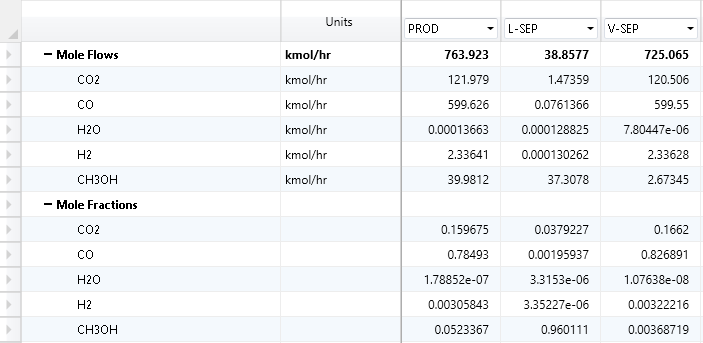 Units PROD L-SEP V-SEP
− Mole Flows kmol/hr 763.923 38.8577 725.065
CO2 kmol/hr 121.979 1.47359 120.506
CO kmol/hr 599.626 0.0761366 599.55
H2O kmol/hr 0.00013663 0.000128825 7.80447e-06
H2 kmol/hr 2.33641 0.000130262 2.33628
CH3OH kmol/hr 39.9812 37.3078 2.67345
− Mole Fractions
CO2 0.159675 0.0379227 0.1662
CO 0.78493 0.00195937 0.826891
H2O 1.78852e-07 3.3153e-06 1.07638e-08
H2 0.00305843 3.35227e-06 0.00322216
CH3OH 0.0523367 0.960111 0.00368719